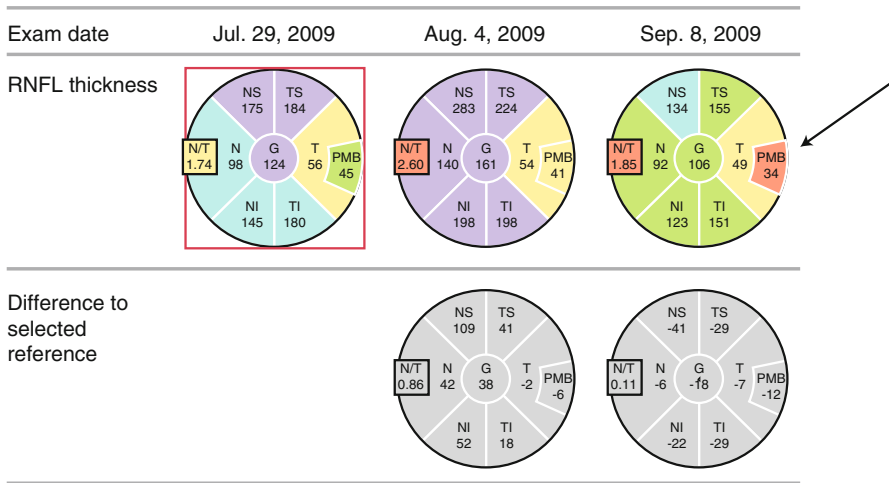 Exam date Jul. 29, 2009 Aug. 4, 2009 Sep. 8, 2009
RNFL thickness
NS TS
175 184
N/T N G T PMB
1.74 98 124 56 45
NI TI
145 180
NS TS
283 224
N/T N G T PMB
2.60 140 161 54 41
NI TI
198 198
NS TS
134 155
N/T N G T PMB
1.85 92 106 49 34
NI TI
123 151
Difference to
selected
reference
NS TS
109 41
N/T N G T PMB
0.86 42 38 -2 -6
NI TI
52 18
NS TS
-41 -29
N/T N G T PMB
0.11 -6 -18 -7 -12
NI TI
-22 -29